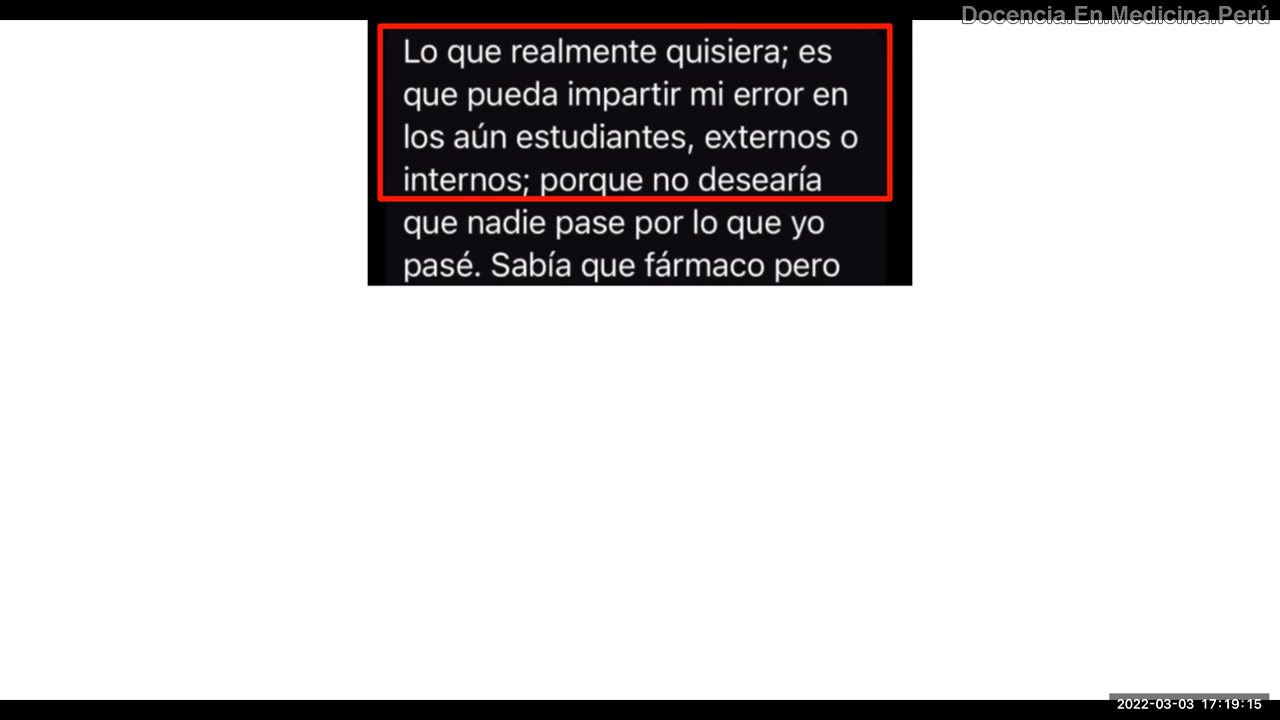 Docencia.En.Medicina.Perú
Lo que realmente quisiera; es
que pueda impartir mi error en
los aún estudiantes, externos o
internos; porque no desearía
que nadie pase por lo que yo
pasé. Sabía que fármaco pero
2022-03-03 17:19:15